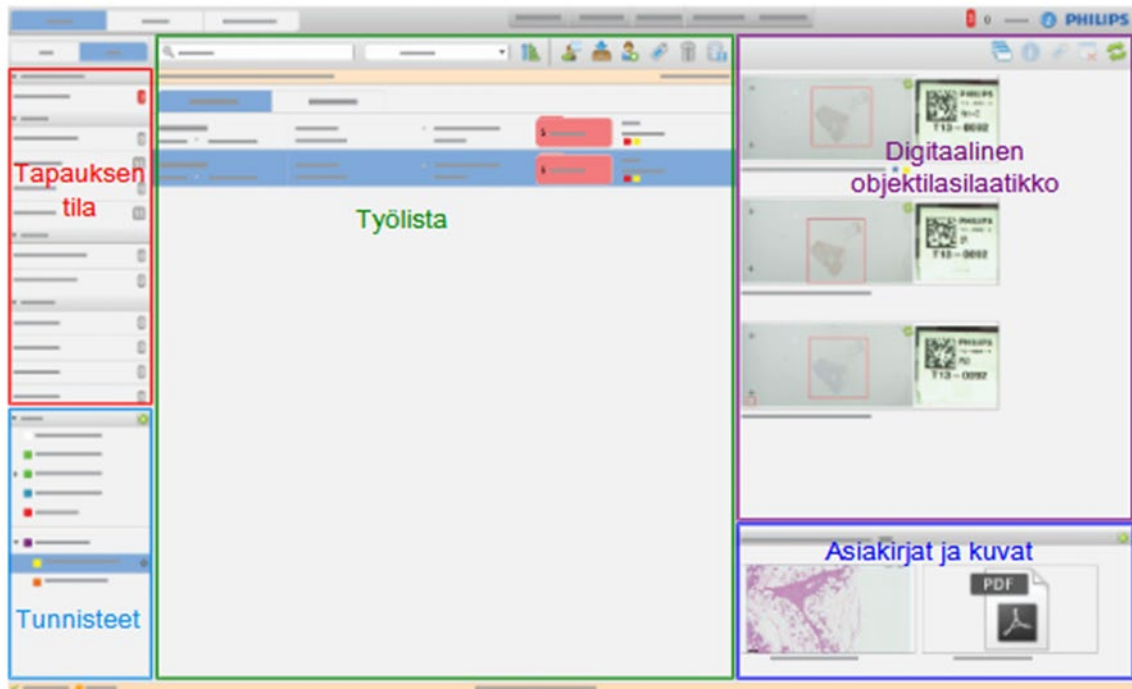 PHILIPS
Tapauksen
tila
Työlista
Digitaalinen
objektilasilaatikko
PHILIPS
T13-0092
PHILIPS
T13-0092
PHILIPS
T13-0092
Tunnisteet
Asiakirjat ja kuvat
PDF